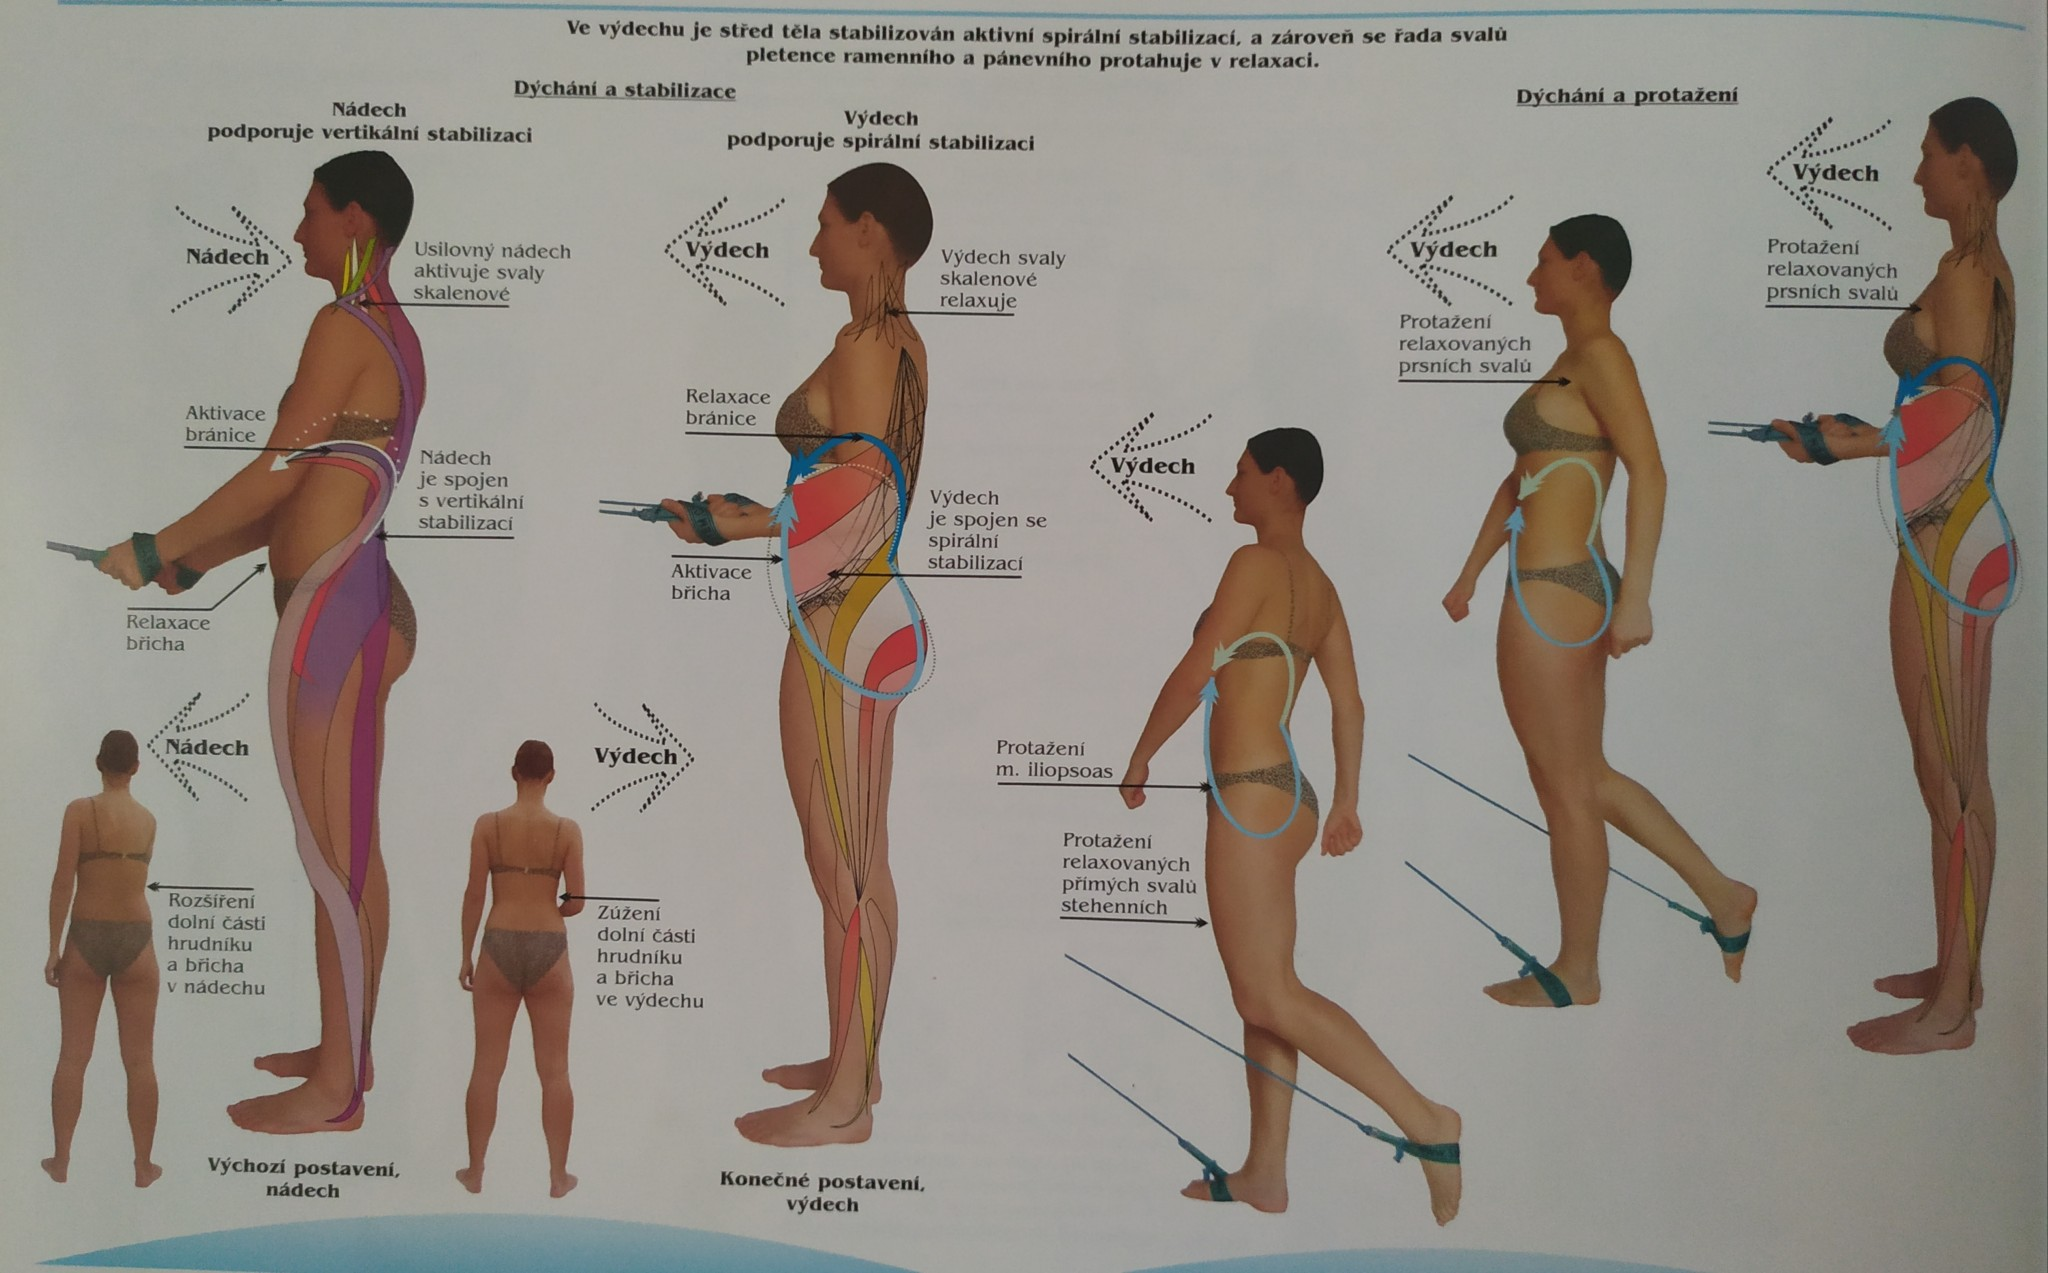 Ve výdechu je střed těla stabilizován aktivní spirální stabilizací, a zároveň se řada svalů
pletence ramenního a pánevního protahuje v relaxaci.
Dýchání a stabilizace
Nádech
podporuje vertikální stabilizaci
Výdech
podporuje spirální stabilizaci
Nádech
Usilovný nádech
aktivuje svaly
skalenové
Aktivace
bránice
Nádech
je spojen
s vertikální
stabilizací
Relaxace
břicha
Nádech
Rozšíření
dolní části
hrudníku
a břicha
v nádechu
Výchozí postavení,
nádech
Výdech
Výdech svaly
skalenové
relaxuje
Relaxace
bránice
Výdech
je spojen se
spirální
stabilizací
Aktivace
břicha
Výdech
Zúžení
dolní části
hrudníku
a břicha
ve výdechu
Konečné postavení,
výdech
Dýchání a protažení
Výdech
Protažení
m. iliopsoas
Protažení
relaxovaných
přímých svalů
stehenních
Výdech
Protažení
relaxovaných
prsních svalů
Výdech
Protažení
relaxovaných
prsních svalů